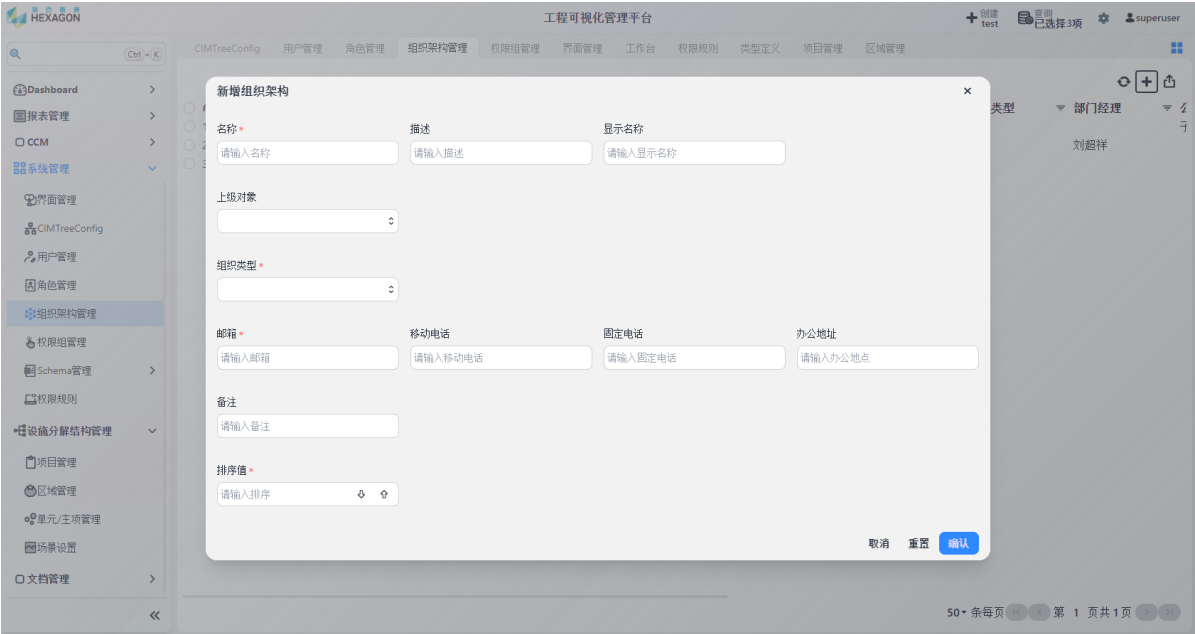 HEXAGON
工程可视化管理平台
创建
test
查询
已选择3项
superuser
Ctrl + K
CIMTreeConfig 用户管理 角色管理 组织架构管理 权限组管理 界面管理 工作台 权限规则 类型定义 项目管理 区域管理
Dashboard
报表管理
CCM
系统管理
界面管理
CIMTreeConfig
用户管理
角色管理
组织架构管理
权限组管理
Schema管理
权限规则
设施分解结构管理
项目管理
区域管理
单元/主项管理
场景设置
文档管理
类型 部门经理
刘超祥
新增组织架构
名称* 描述 显示名称
请输入名称 请输入描述 请输入显示名称
上级对象
组织类型*
邮箱* 移动电话 固定电话 办公地址
请输入邮箱 请输入移动电话 请输入固定电话 请输入办公地点
备注
请输入备注
排序值*
请输入排序
取消 重置 确认
50 条每页 第 1 页共1页